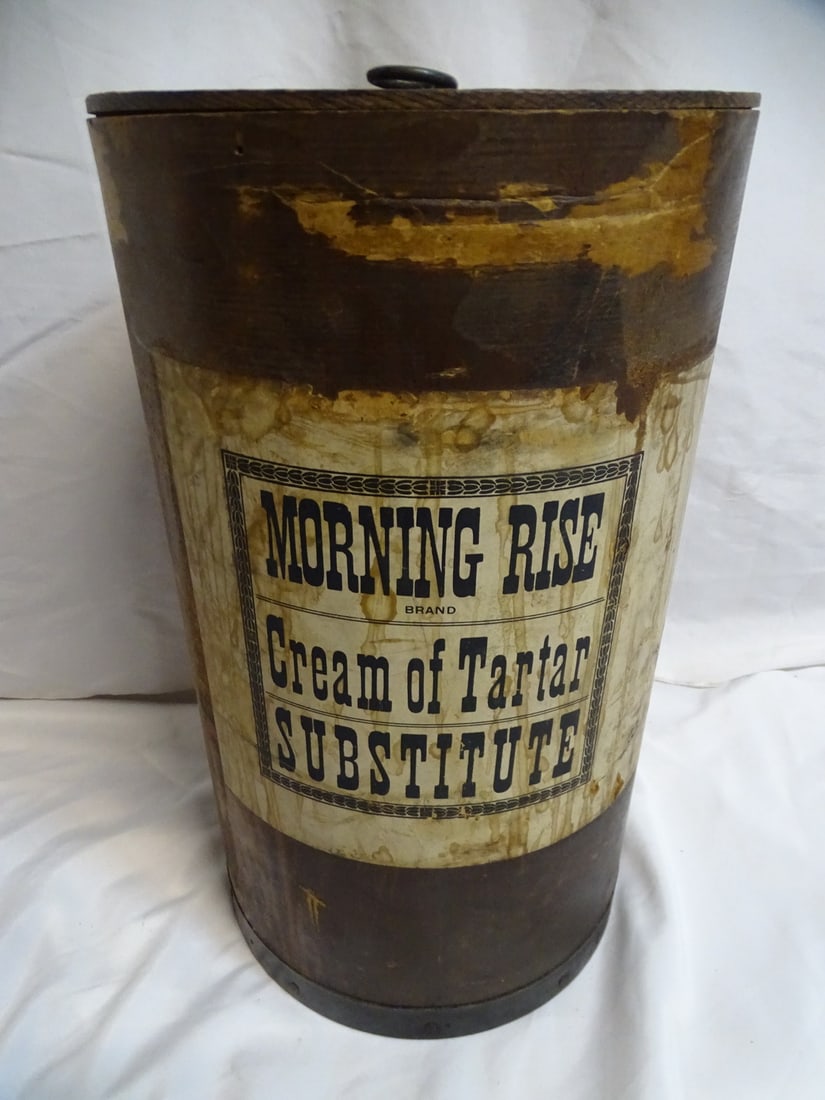 MORNING RISE
BRAND
Cream of Tartar
SUBSTITUTE